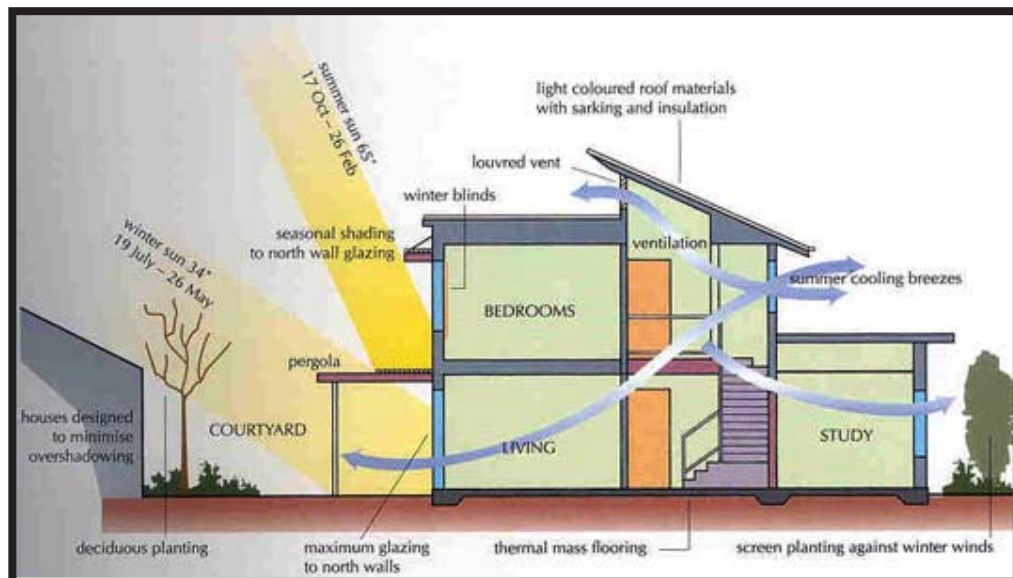 summer sun 65°
17 Oct – 26 Feb
light coloured roof materials
with sarking and insulation
louvred vent
winter blinds
winter sun 34°
19 July – 26 May
seasonal shading
to north wall glazing
ventilation
summer cooling breezes
BEDROOMS
pergola
houses designed
to minimise
overshadowing
COURTYARD
LIVING
STUDY
deciduous planting
maximum glazing
to north walls
thermal mass flooring
screen planting against winter winds